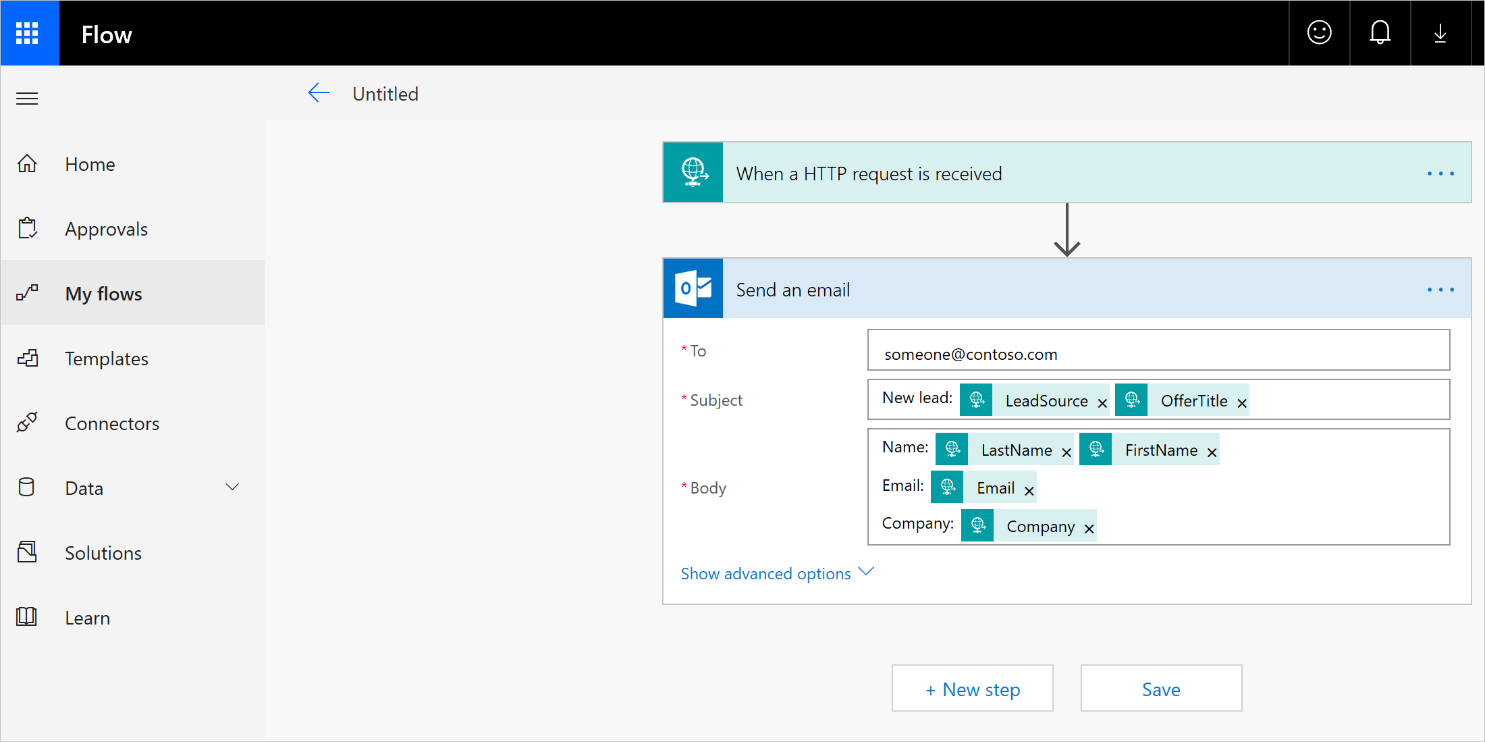 Flow
Untitled
Home
Approvals
My flows
Templates
Connectors
Data
Solutions
Learn
When a HTTP request is received
Send an email
* To
someone@contoso.com
* Subject
New lead: LeadSource × OfferTitle ×
* Body
Name: LastName × FirstName ×
Email: Email ×
Company: Company ×
Show advanced options
+ New step
Save